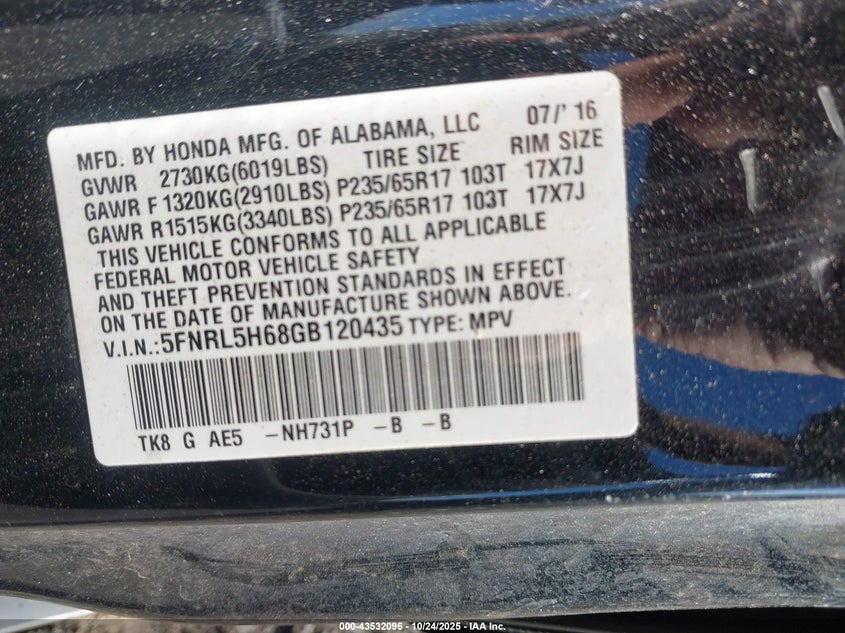 MFD. BY HONDA MFG. OF ALABAMA, LLC 07/' 16
GVWR 2730KG(6019LBS) TIRE SIZE RIM SIZE
GAWR F 1320KG(2910LBS) P235/65R17 103T 17X7J
GAWR R1515KG(3340LBS) P235/65R17 103T 17X7J
THIS VEHICLE CONFORMS TO ALL APPLICABLE
FEDERAL MOTOR VEHICLE SAFETY
AND THEFT PREVENTION STANDARDS IN EFFECT
ON THE DATE OF MANUFACTURE SHOWN ABOVE.
V.I.N.:5FNRL5H68GB120435 TYPE: MPV
TK8 G AE5 -NH731P -B -B
000-43532096 - 10/24/2025 - IAA Inc.